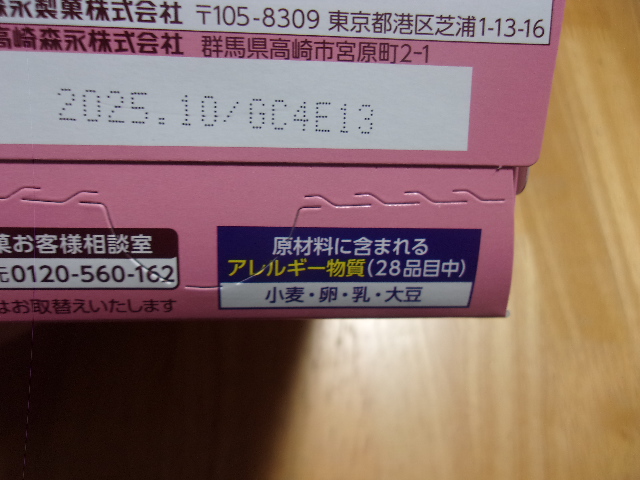 永製菓株式会社 〒105-8309 東京都港区芝浦1-13-16
高崎森永株式会社 群馬県高崎市宮原町2-1
2025.10/GC4E13
菓お客様相談室
0120-560-162
はお取替えいたします
原材料に含まれる
アレルギー物質(28品目中)
小麦・卵・乳・大豆